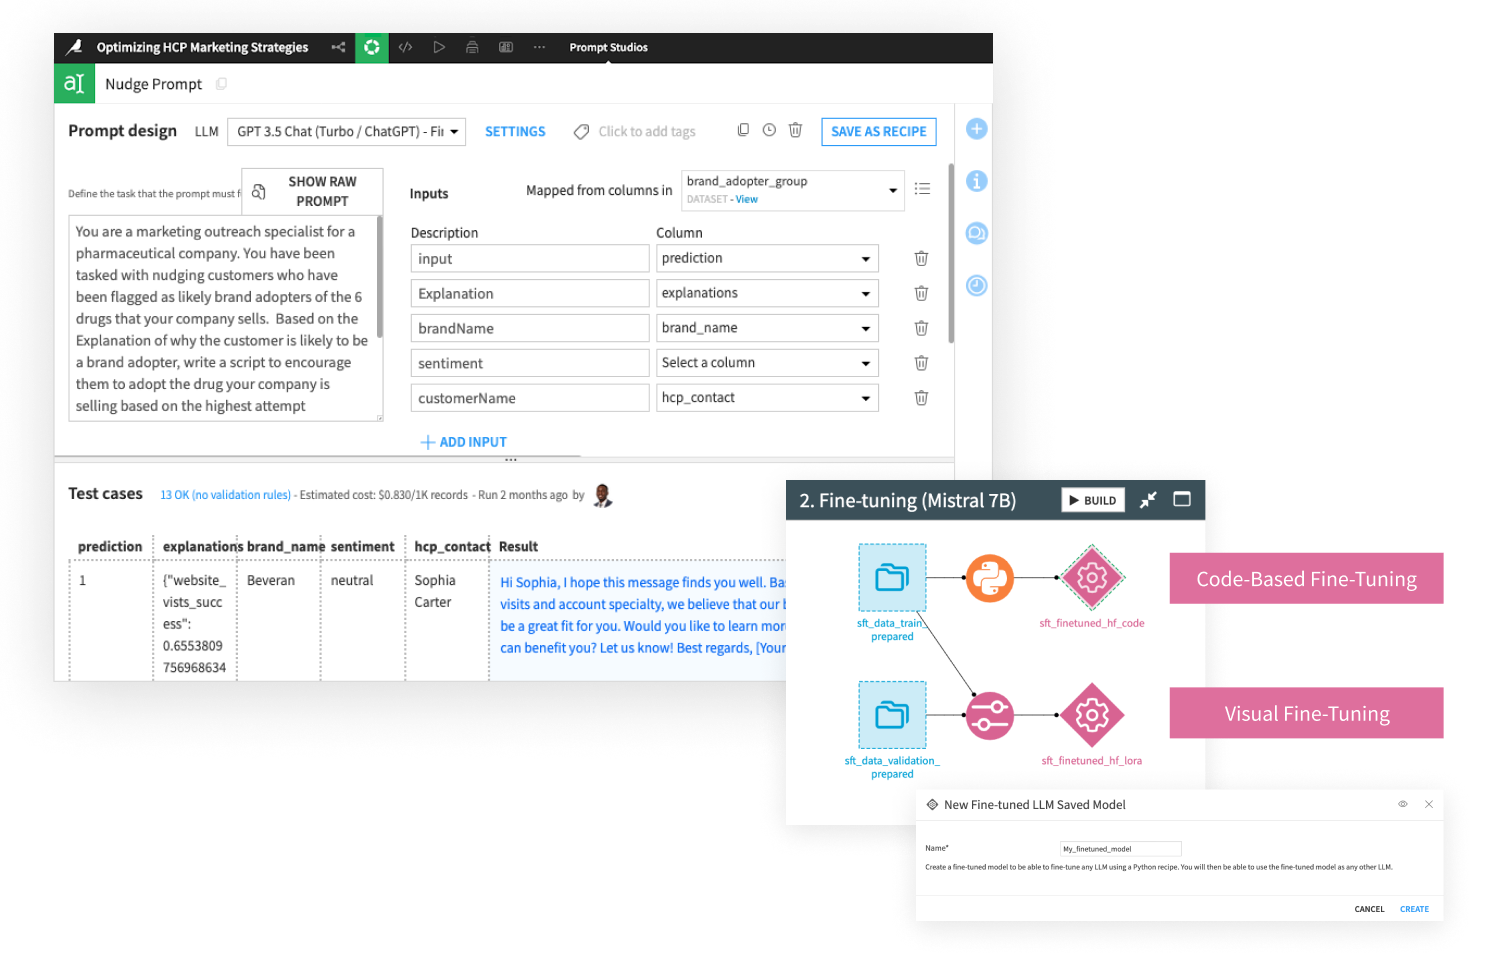 Optimizing HCP Marketing Strategies
Prompt Studios
Nudge Prompt
Prompt design
LLM
GPT 3.5 Chat (Turbo / ChatGPT) - Fi
SETTINGS
Click to add tags
SAVE AS RECIPE
Define the task that the prompt must f
SHOW RAW
PROMPT
You are a marketing outreach specialist for a
pharmaceutical company. You have been
tasked with nudging customers who have
been flagged as likely brand adopters of the 6
drugs that your company sells. Based on the
Explanation of why the customer is likely to be
a brand adopter, write a script to encourage
them to adopt the drug your company is
selling based on the highest attempt
Inputs
Mapped from columns in
brand_adopter_group
DATASET - View
Description
Column
input
prediction
Explanation
explanations
brandName
brand_name
sentiment
Select a column
customerName
hcp_contact
+ ADD INPUT
Test cases
13 OK (no validation rules) - Estimated cost: $0.830/1K records - Run 2 months ago by
prediction
explanations
brand_name
sentiment
hcp_contact
Result
1
{"website_
vists_succ
ess":
0.6553809
756968634
Beveran
neutral
Sophia
Carter
Hi Sophia, I hope this message finds you well. Ba
visits and account specialty, we believe that our b
be a great fit for you. Would you like to learn mor
can benefit you? Let us know! Best regards, [Your
2. Fine-tuning (Mistral 7B)
BUILD
sft_data_train_
prepared
sft_finetuned_hf_code
Code-Based Fine-Tuning
sft_data_validation_
prepared
sft_finetuned_hf_lora
Visual Fine-Tuning
New Fine-tuned LLM Saved Model
Name*
My_finetuned_model
Create a fine-tuned model to be able to fine-tune any LLM using a Python recipe. You will then be able to use the fine-tuned model as any other LLM.
CANCEL
CREATE